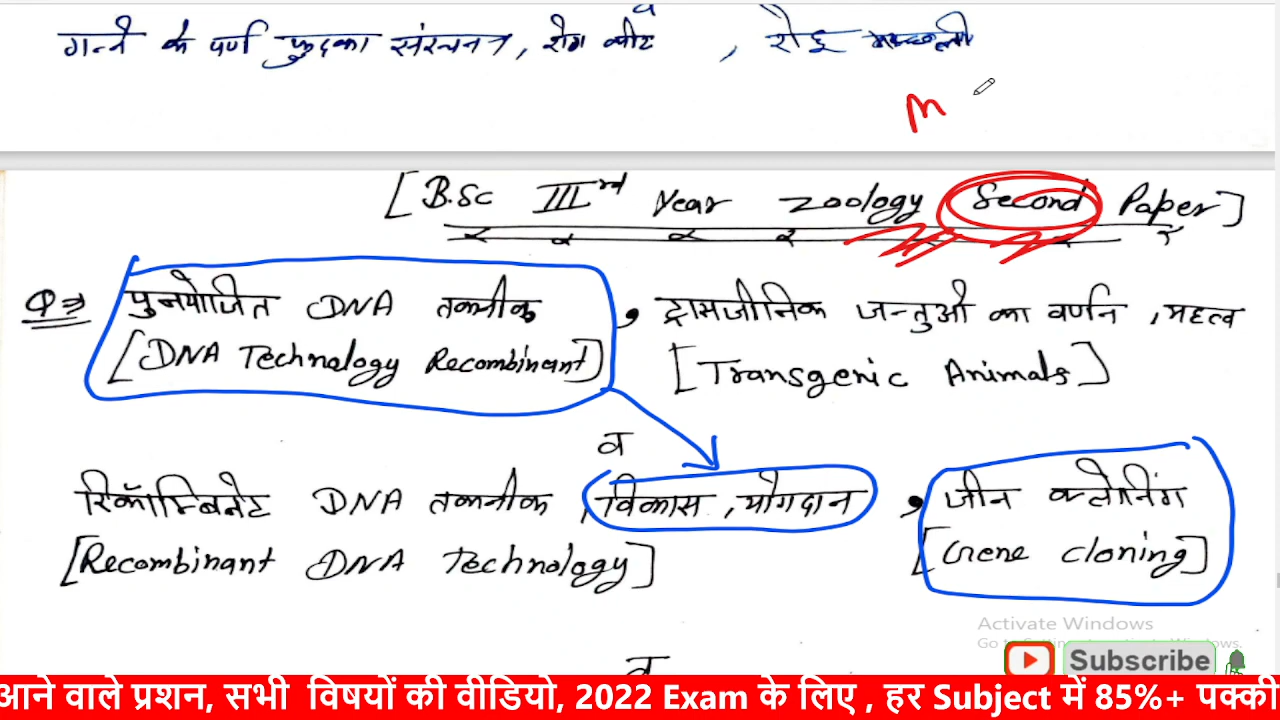 गन्ने के पर्ण फुदका संरचना, रोग कीट , रोहू मछली
M
[B.Sc IIIrd Year Zoology Second Paper]
Q⇒ पुनर्योजित DNA तकनीक , ट्रांसजीनिक जन्तुओं का वर्णन , महत्व
[DNA Technology Recombinant] [Transgenic Animals]
व
रिकॉम्बिनेंट DNA तकनीक , विकास , योगदान , जीन क्लोनिंग
[Recombinant DNA Technology] [Gene cloning]
Activate Windows
व
Subscribe
आने वाले प्रशन, सभी विषयों की वीडियो, 2022 Exam के लिए , हर Subject में 85%+ पक्की